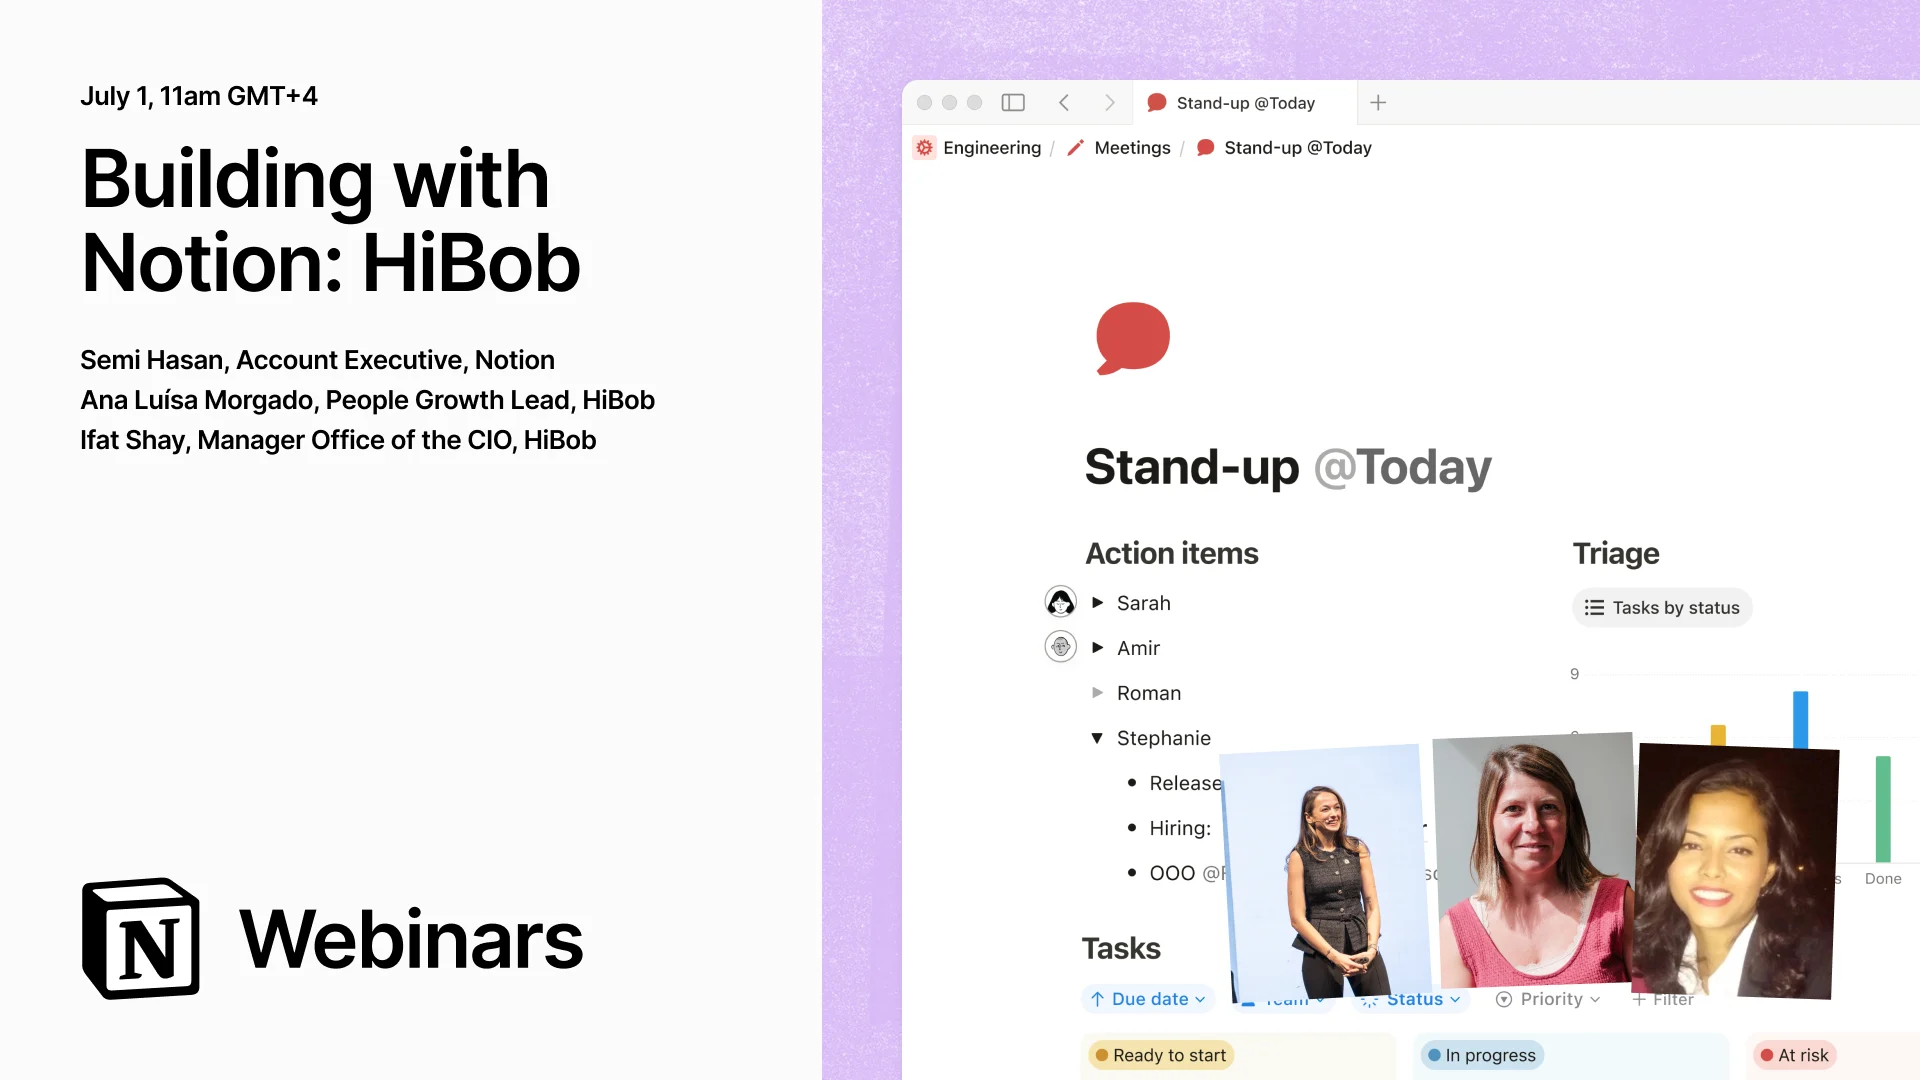 July 1, 11am GMT+4
Building with
Notion: HiBob
Semi Hasan, Account Executive, Notion
Ana Luísa Morgado, People Growth Lead, HiBob
Ifat Shay, Manager Office of the CIO, HiBob
N Webinars
Stand-up @Today
Engineering / Meetings / Stand-up @Today
Stand-up @Today
Action items
Sarah
Amir
Roman
Stephanie
Release
Hiring:
OOO
Triage
Tasks by status
9
Done
Tasks
Due date
Team
Status
Priority
Filter
Ready to start
In progress
At risk